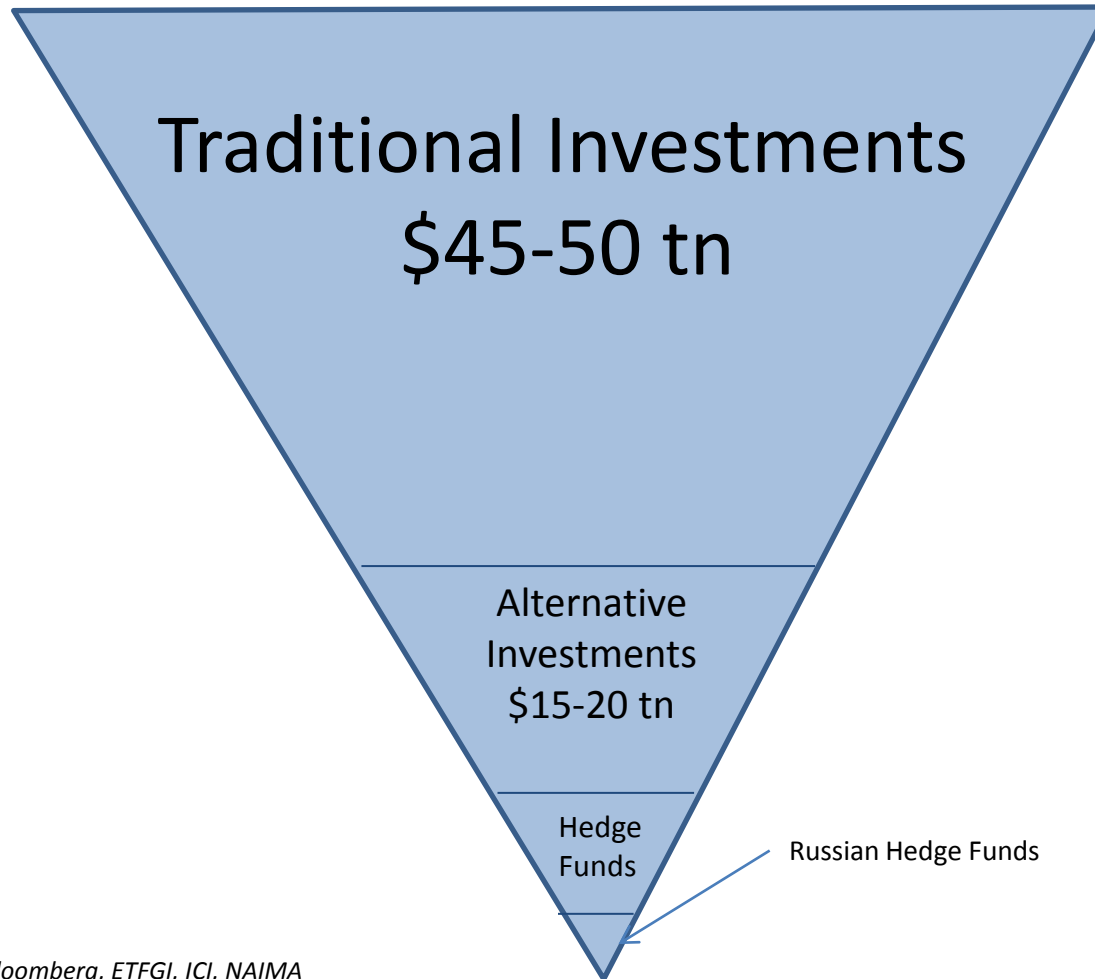 Traditional Investments
$45-50 tn
Alternative
Investments
$15-20 tn
Hedge
Funds
Russian Hedge Funds
ETFGI, ICI, NAIMA